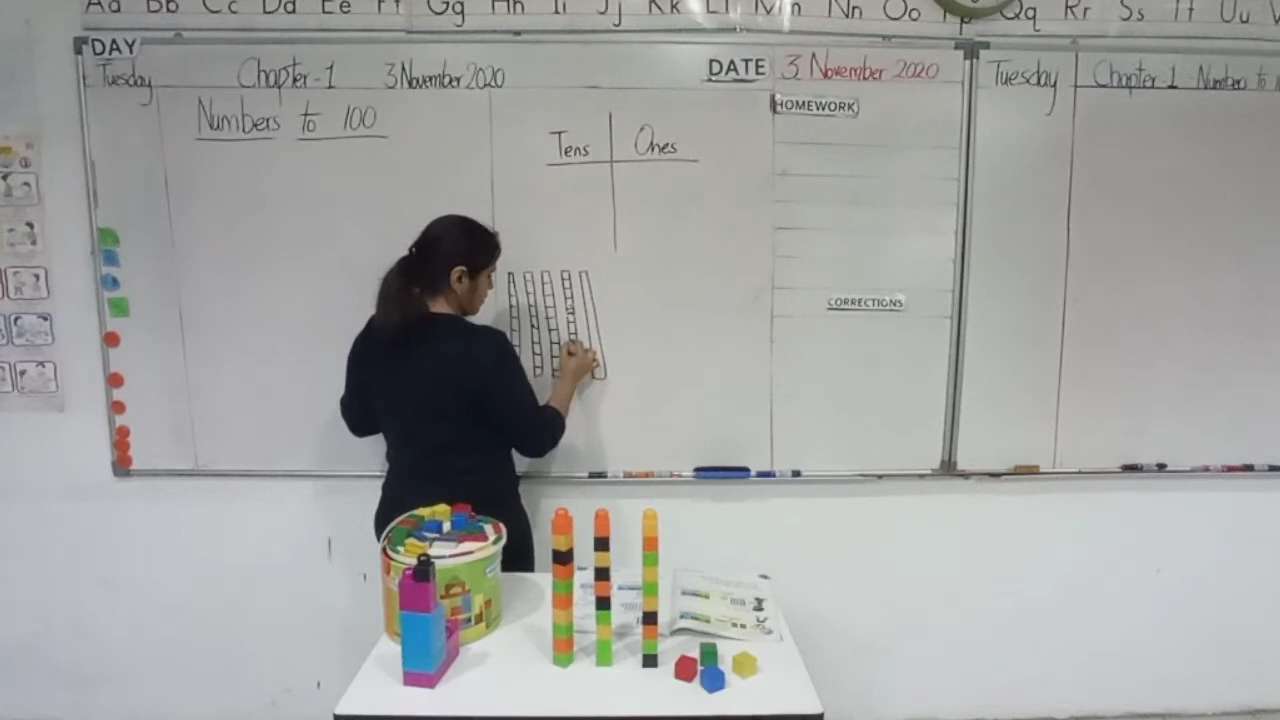 Aa Bb Cc Dd Ee Ff Gg Hh Ii Jj Kk Ll Mm Nn Oo Pp Qq Rr Ss Tt Uu
DAY
Tuesday
Chapter-1 3 November 2020
Numbers to 100
Tens Ones
DATE 3 November 2020
HOMEWORK
CORRECTIONS
Tuesday
Chapter 1 Numbers to